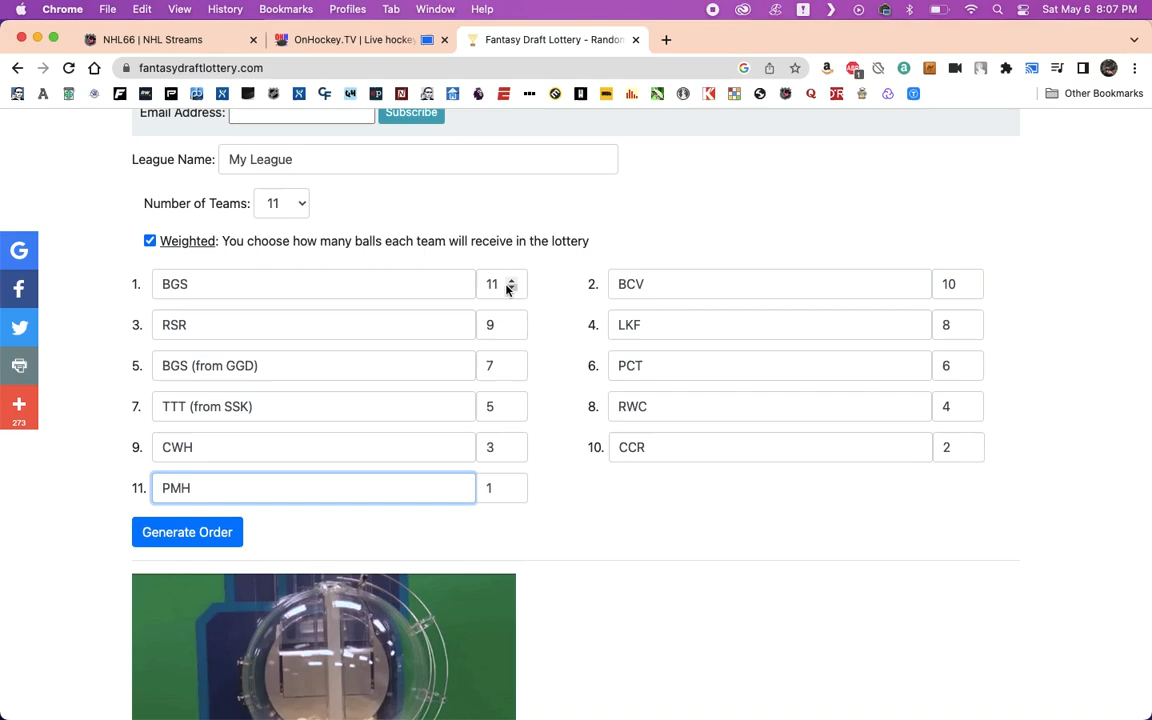 Chrome File Edit View History Bookmarks Profiles Tab Window Help Sat May 6 8:07 PM
NHL66 | NHL Streams OnHockey.TV | Live hockey Fantasy Draft Lottery - Random
fantasydraftlottery.com
Other Bookmarks
Email Address: Subscribe
League Name: My League
Number of Teams: 11
Weighted: You choose how many balls each team will receive in the lottery
1. BGS 11 2. BCV 10
3. RSR 9 4. LKF 8
5. BGS (from GGD) 7 6. PCT 6
7. TTT (from SSK) 5 8. RWC 4
9. CWH 3 10. CCR 2
11. PMH 1
Generate Order
273